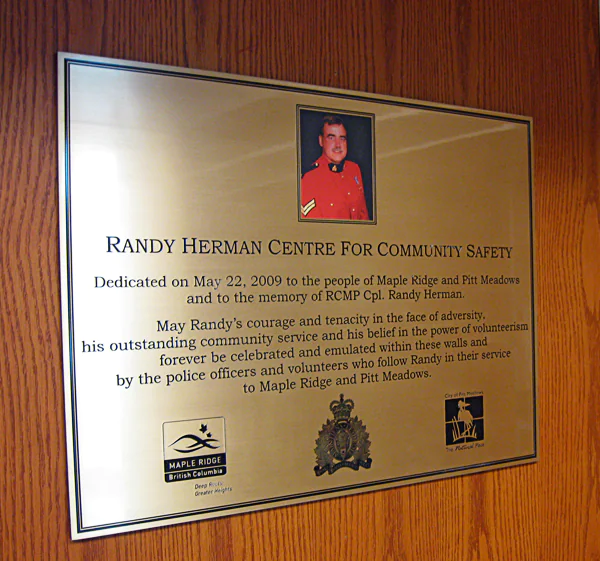 RANDY HERMAN CENTRE FOR COMMUNITY SAFETY
Dedicated on May 22, 2009 to the people of Maple Ridge and Pitt Meadows
and to the memory of RCMP Cpl. Randy Herman.
May Randy's courage and tenacity in the face of adversity,
his outstanding community service and his belief in the power of volunteerism
forever be celebrated and emulated within these walls and
by the police officers and volunteers who follow Randy in their service
to Maple Ridge and Pitt Meadows.
MAPLE RIDGE
British Columbia
Deep Roots
Greater Heights
City of Pitt Meadows
The Natural Place